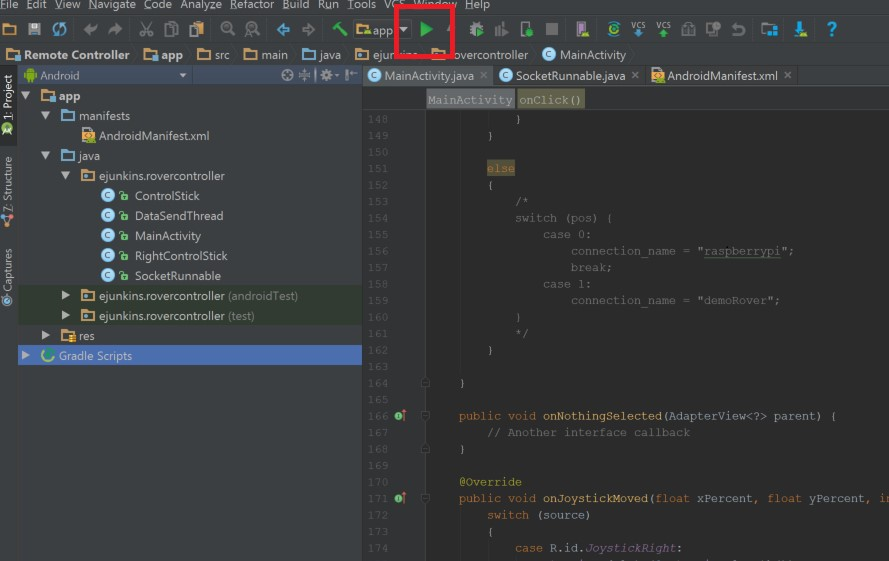 File Edit View Navigate Code Analyze Refactor Build Run Tools VCS Window Help
app VCS VCS ?
Remote Controller app src main java ejunkins rovercontroller MainActivity
1: Project
7: Structure
Captures
Android
app
manifests
AndroidManifest.xml
java
ejunkins.rovercontroller
ControlStick
DataSendThread
MainActivity
RightControlStick
SocketRunnable
ejunkins.rovercontroller (androidTest)
ejunkins.rovercontroller (test)
res
Gradle Scripts
MainActivity.java SocketRunnable.java AndroidManifest.xml
MainActivity onClick()
148 }
149 }
150
151 else
152 {
153 /*
154 switch (pos) {
155 case 0:
156 connection_name = "raspberrypi";
157 break;
158 case 1:
159 connection_name = "demoRover";
160 }
161 */
162 }
163
164 }
165
166 public void onNothingSelected(AdapterView<?> parent) {
167 // Another interface callback
168 }
169
170 @Override
171 public void onJoystickMoved(float xPercent, float yPercent, in
172 switch (source)
173 {
174 case R.id.JoystickRight: